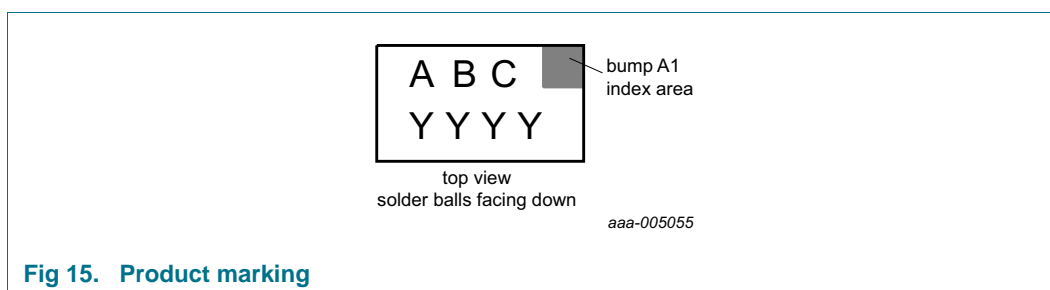 A B C
Y Y Y Y
bump A1
index area
top view
solder balls facing down
aaa-005055
Fig 15. Product marking